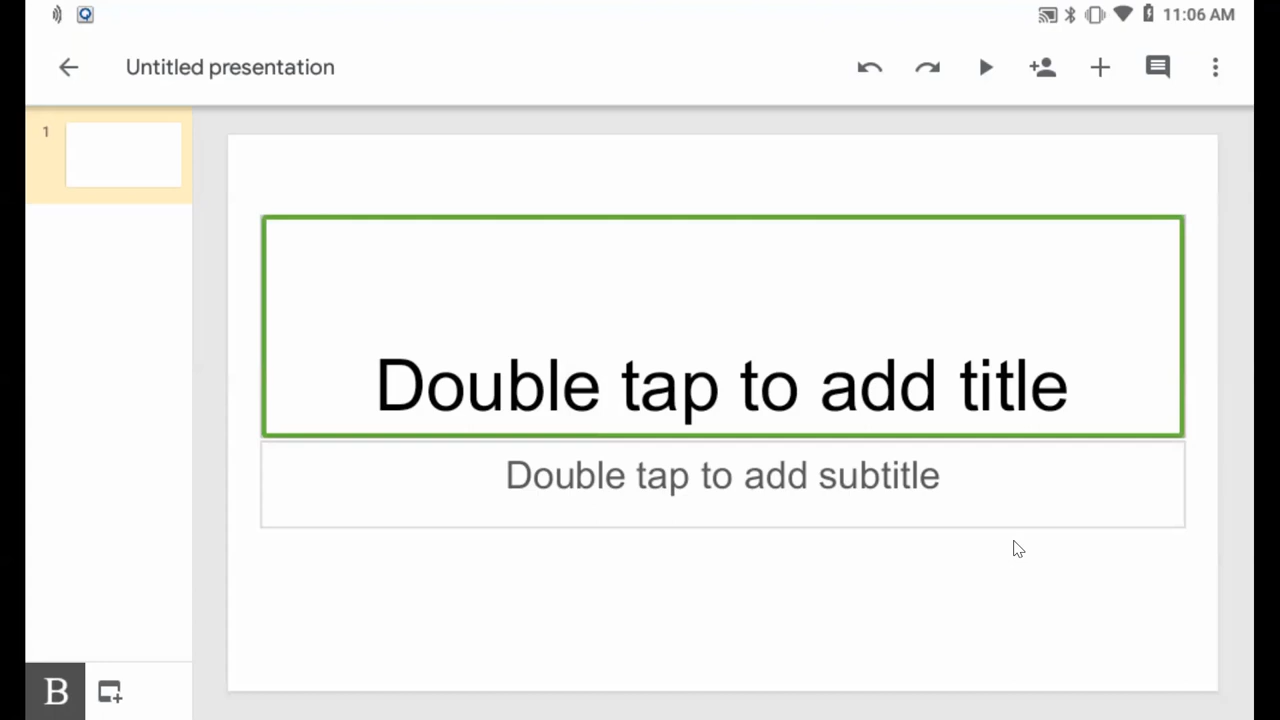 11:06 AM
Untitled presentation
1
Double tap to add title
Double tap to add subtitle
B